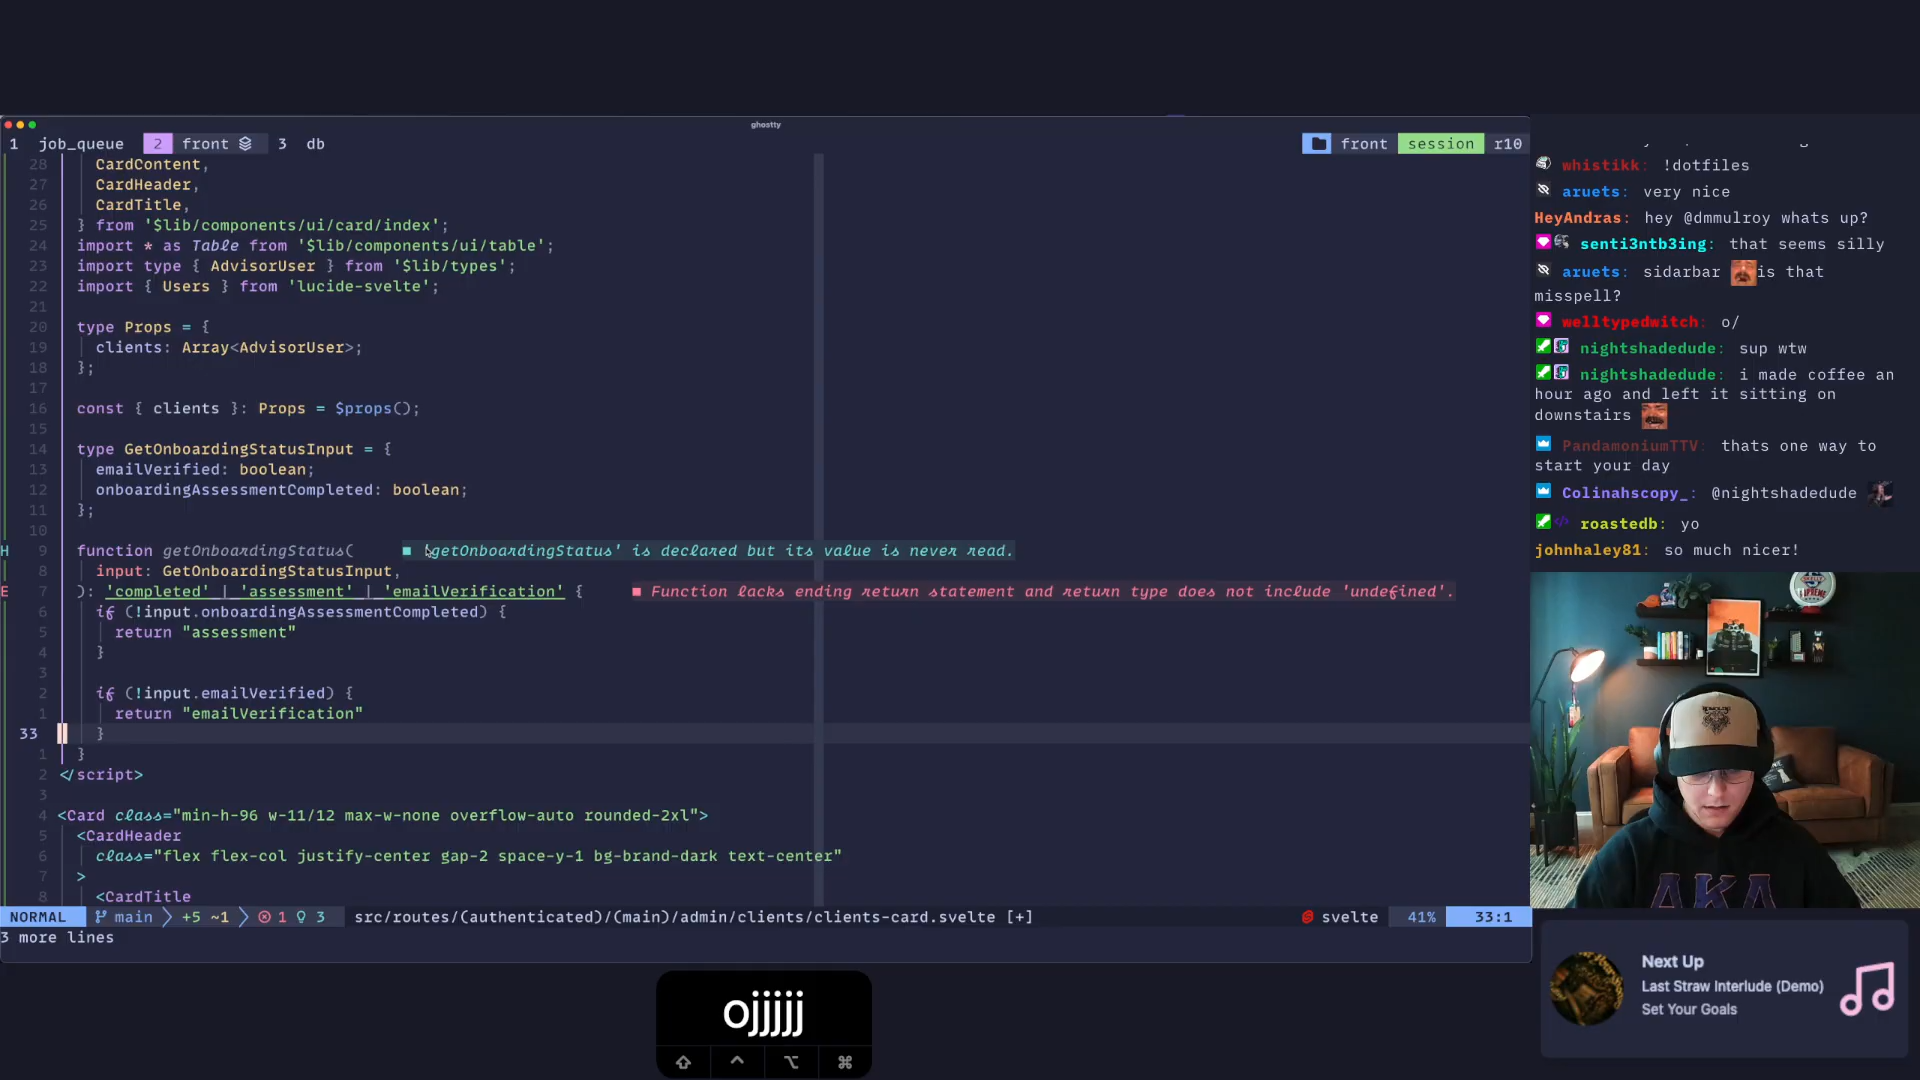 ghostty
1 job_queue 2 front 3 db front session r10
28 CardContent,
27 CardHeader,
26 CardTitle,
25 } from '$lib/components/ui/card/index';
24 import * as Table from '$lib/components/ui/table';
23 import type { AdvisorUser } from '$lib/types';
22 import { Users } from 'lucide-svelte';
21
20 type Props = {
19 clients: Array<AdvisorUser>;
18 };
17
16 const { clients }: Props = $props();
15
14 type GetOnboardingStatusInput = {
13 emailVerified: boolean;
12 onboardingAssessmentCompleted: boolean;
11 };
10
H 9 function getOnboardingStatus( ■ 'getOnboardingStatus' is declared but its value is never read.
8 input: GetOnboardingStatusInput,
E 7 ): 'completed' | 'assessment' | 'emailVerification' { ■ Function lacks ending return statement and return type does not include 'undefined'.
6 if (!input.onboardingAssessmentCompleted) {
5 return "assessment"
4 }
3
2 if (!input.emailVerified) {
1 return "emailVerification"
33 }
1 }
2 </script>
3
4 <Card class="min-h-96 w-11/12 max-w-none overflow-auto rounded-2xl">
5 <CardHeader
6 class="flex flex-col justify-center gap-2 space-y-1 bg-brand-dark text-center"
7 >
8 <CardTitle
NORMAL main +5 ~1 1 3 src/routes/(authenticated)/(main)/admin/clients/clients-card.svelte [+] svelte 41% 33:1
3 more lines
ojjjjj
whistikk: !dotfiles
aruets: very nice
HeyAndras: hey @dmmulroy whats up?
senti3ntb3ing: that seems silly
aruets: sidarbar is that
misspell?
welltypedwitch: o/
nightshadedude: sup wtw
nightshadedude: i made coffee an
hour ago and left it sitting on
downstairs
PandamoniumTTV: thats one way to
start your day
Colinahscopy_: @nightshadedude
roastedb: yo
johnhaley81: so much nicer!
AKA
Next Up
Last Straw Interlude (Demo)
Set Your Goals